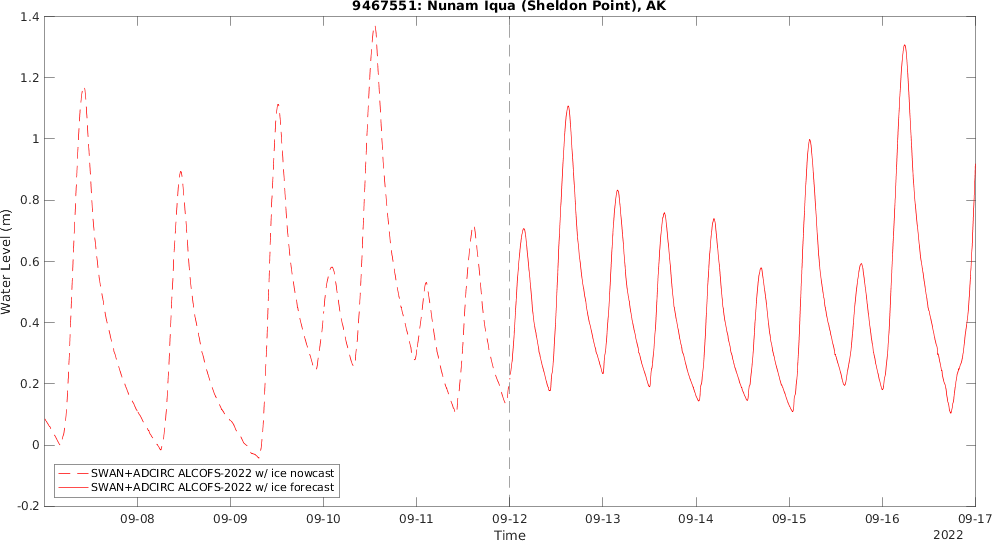 9467551: Nunam Iqua (Sheldon Point), AK
Water Level (m)
1.4
1.2
1
0.8
0.6
0.4
0.2
0
-0.2
SWAN+ADCIRC ALCOFS-2022 w/ ice nowcast
SWAN+ADCIRC ALCOFS-2022 w/ ice forecast
09-08 09-09 09-10 09-11 09-12 09-13 09-14 09-15 09-16 09-17
Time
2022